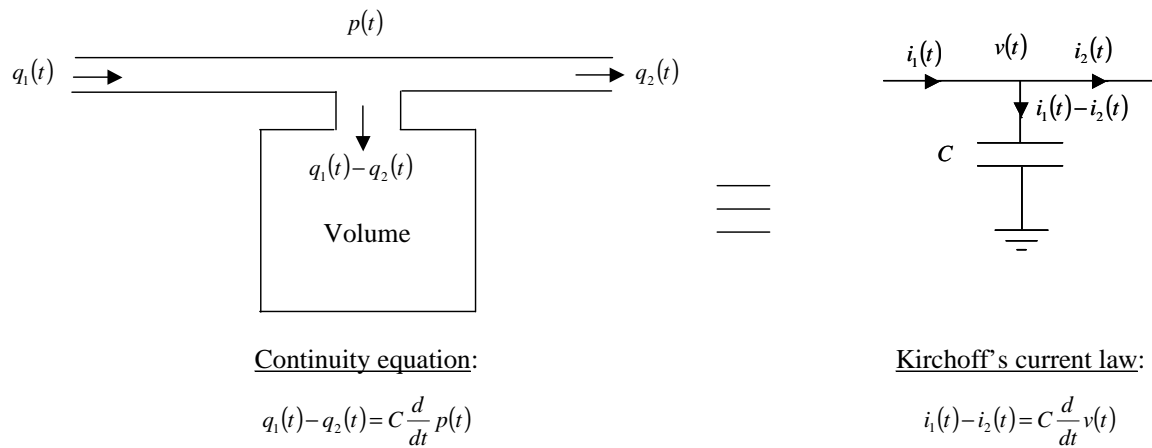 p(t)
q₁(t)
q₂(t)
q₁(t)−q₂(t)
Volume
i₁(t)
v(t)
i₂(t)
i₁(t)−i₂(t)
C
Continuity equation:
q₁(t)−q₂(t)=C d/dt p(t)
Kirchoff’s current law:
i₁(t)−i₂(t)=C d/dt v(t)